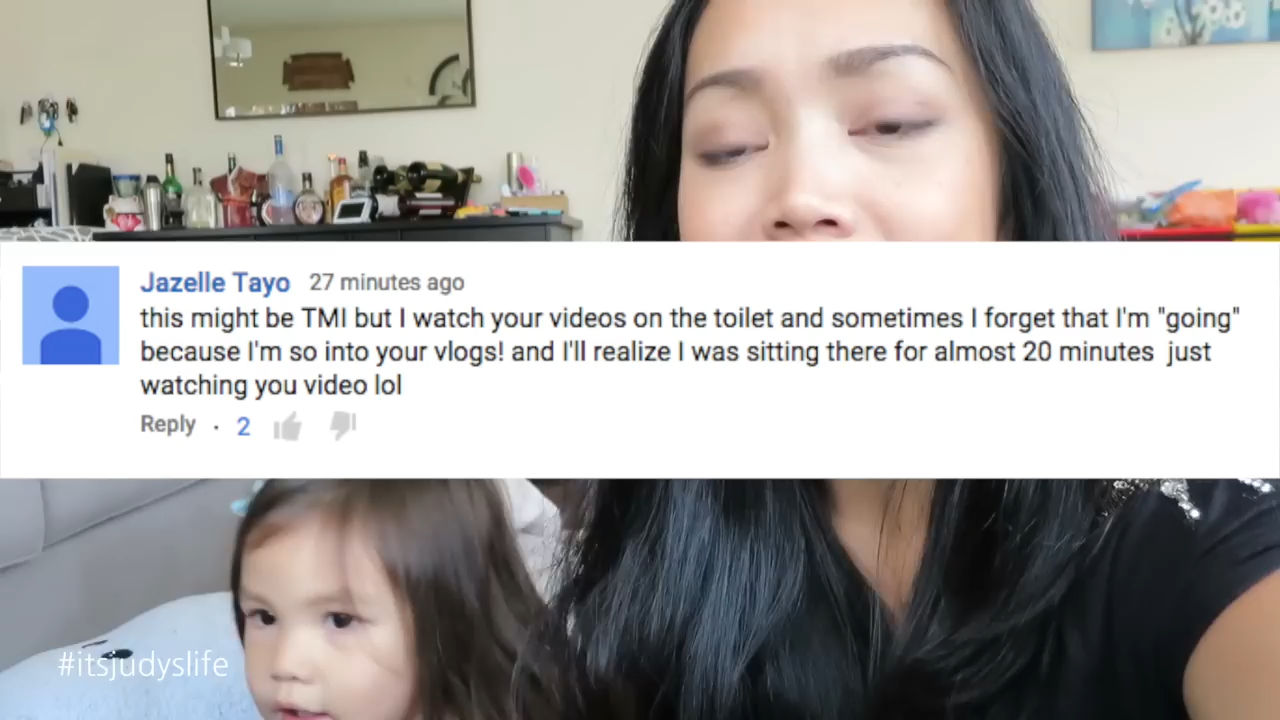 Jazelle Tayo 27 minutes ago
this might be TMI but I watch your videos on the toilet and sometimes I forget that I'm "going"
because I'm so into your vlogs! and I'll realize I was sitting there for almost 20 minutes just
watching you video lol
Reply · 2
#itsjudyslife